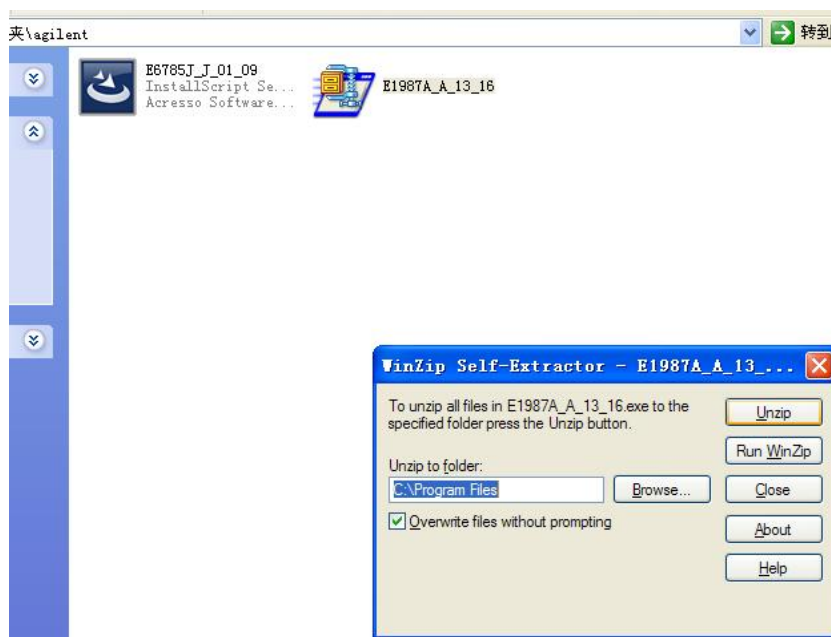 夹\agilent
转到
E6785J_J_01_09
InstallScript Se...
Acresso Software...
E1987A_A_13_16
WinZip Self-Extractor - E1987A_A_13_...
To unzip all files in E1987A_A_13_16.exe to the
specified folder press the Unzip button.
Unzip to folder:
C:\Program Files
Browse...
Overwrite files without prompting
Unzip
Run WinZip
Close
About
Help